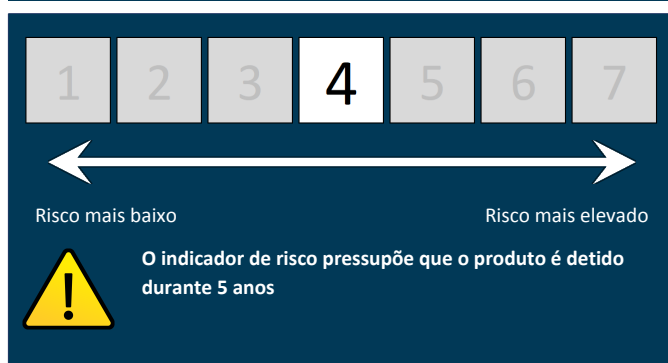 1 2 3 4 5 6 7
Risco mais baixo Risco mais elevado
O indicador de risco pressupõe que o produto é detido
durante 5 anos